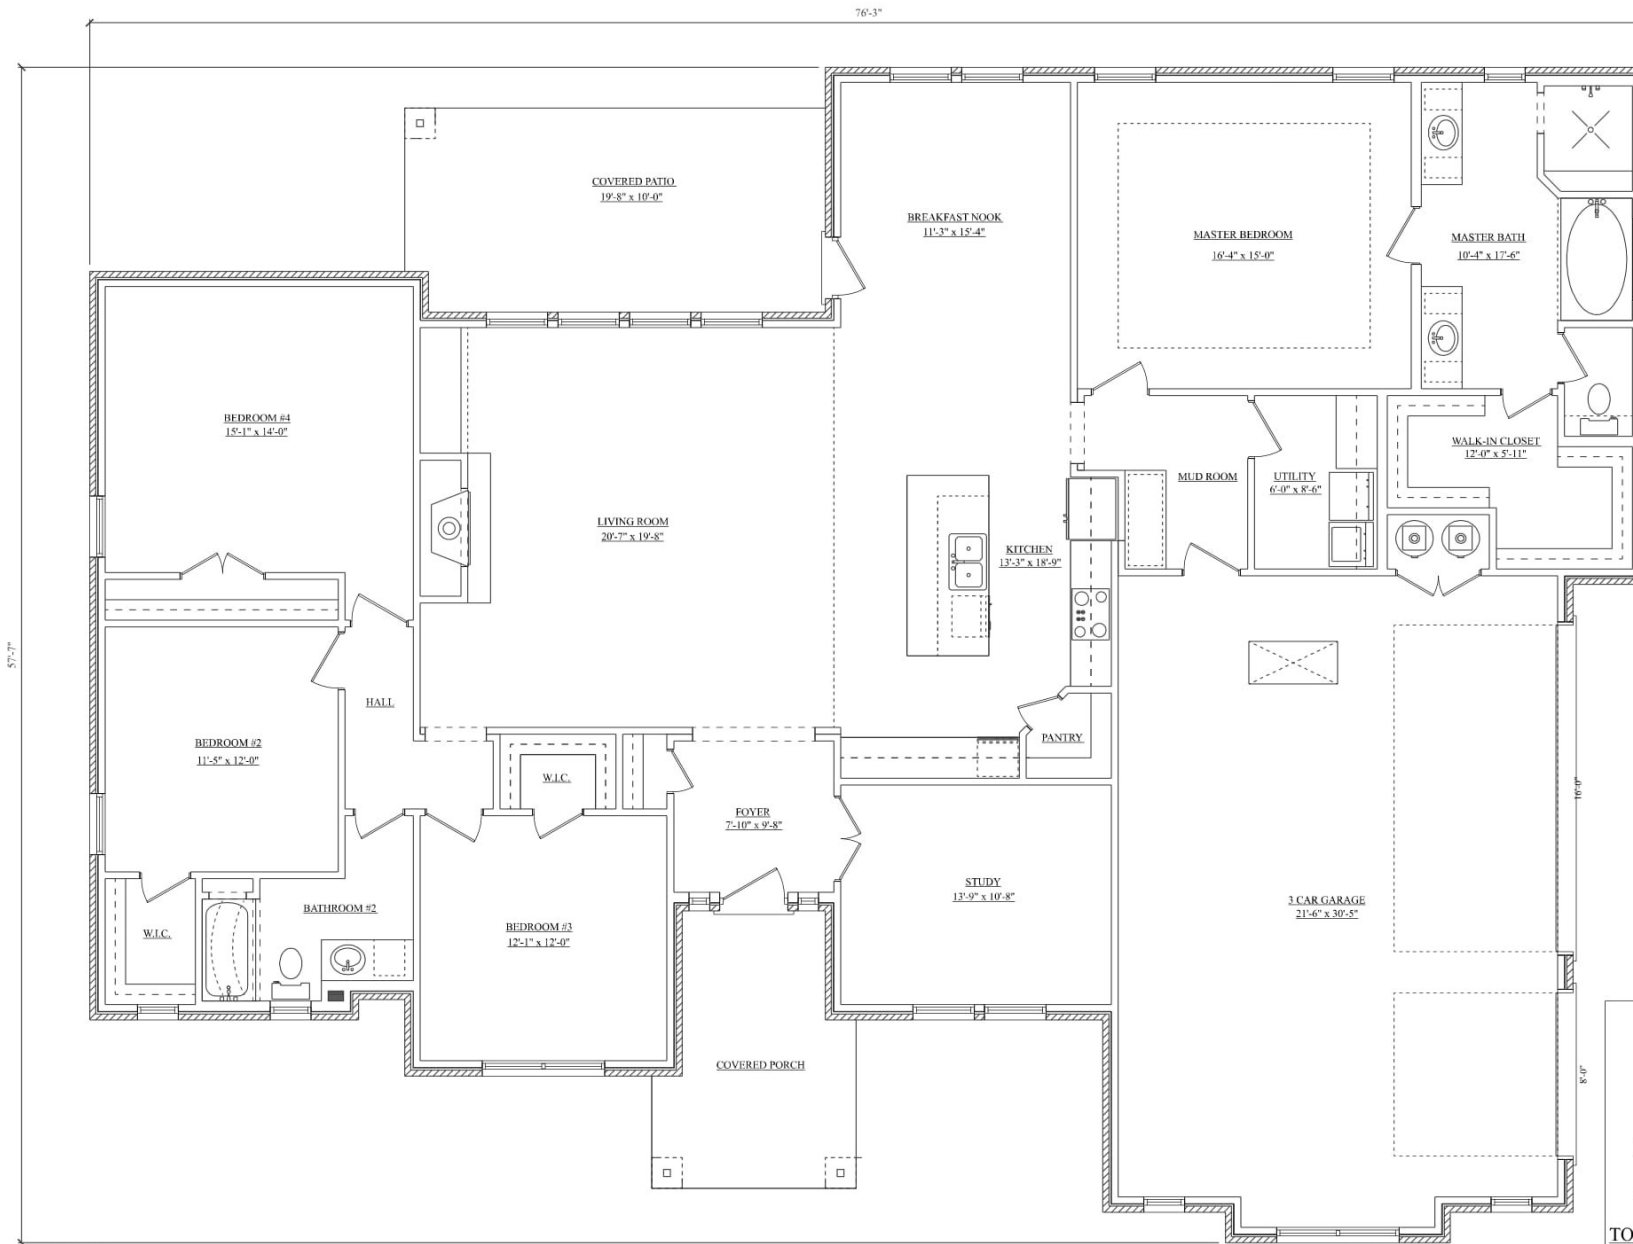 76'-3"
COVERED PATIO
19'-8" x 10'-0"
BREAKFAST NOOK
11'-3" x 15'-4"
MASTER BEDROOM
16'-4" x 15'-0"
MASTER BATH
10'-4" x 17'-6"
BEDROOM #4
15'-1" x 14'-0"
WALK-IN CLOSET
12'-0" x 5'-11"
MUD ROOM
UTILITY
6'-0" x 8'-6"
LIVING ROOM
20'-7" x 19'-8"
KITCHEN
13'-3" x 18'-9"
57'-7"
HALL
BEDROOM #2
11'-5" x 12'-0"
PANTRY
W.I.C.
16'-0"
FOYER
7'-10" x 9'-8"
STUDY
13'-9" x 10'-8"
3 CAR GARAGE
21'-6" x 30'-5"
BATHROOM #2
W.I.C.
BEDROOM #3
12'-1" x 12'-0"
COVERED PORCH
8'-0"
TO